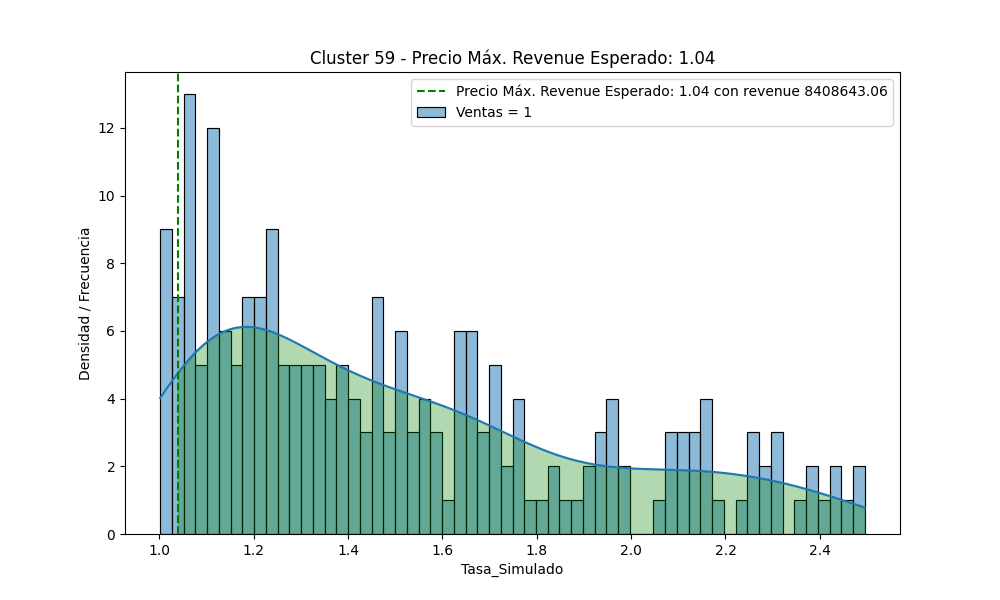 Cluster 59 - Precio Máx. Revenue Esperado: 1.04
Precio Máx. Revenue Esperado: 1.04 con revenue 8408643.06
Ventas = 1
Densidad / Frecuencia
12
10
8
6
4
2
0
1.0 1.2 1.4 1.6 1.8 2.0 2.2 2.4
Tasa_Simulado